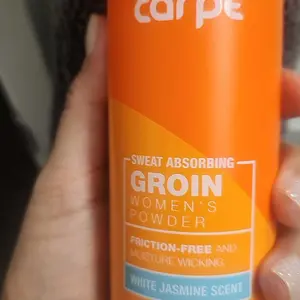 carpe
SWEAT ABSORBING
GROIN
WOMEN'S
POWDER
FRICTION-FREE AND
MOISTURE WICKING
WHITE JASMINE SCENT